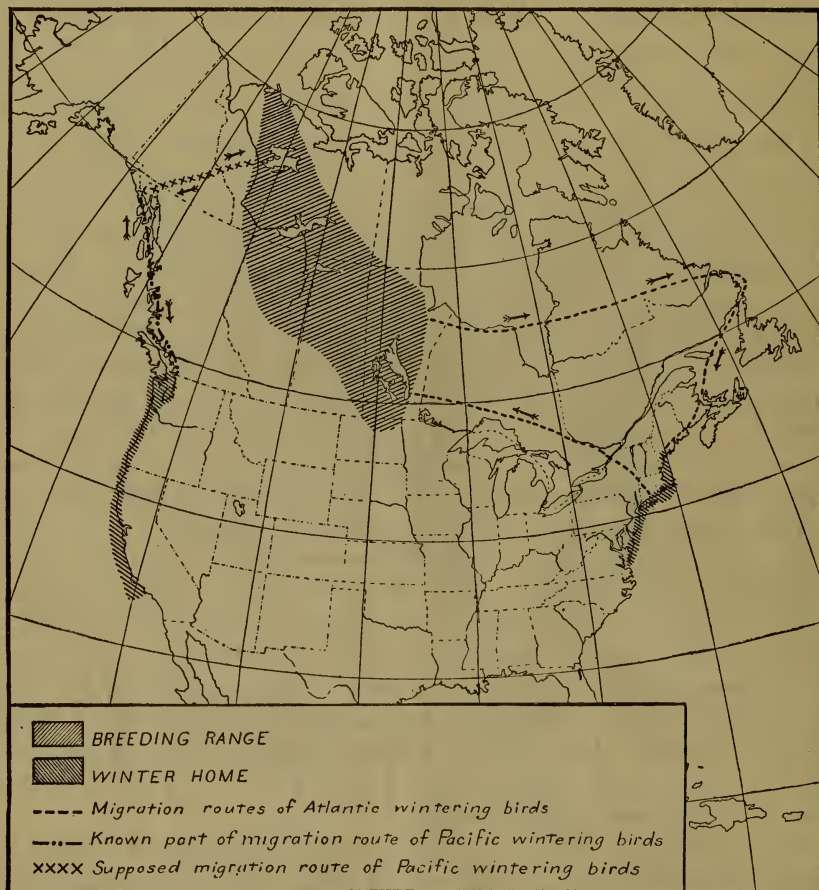 BREEDING RANGE
WINTER HOME
Migration routes of Atlantic wintering birds
Known part of migration route of Pacific wintering birds
xxxx Supposed migration route of Pacific wintering birds